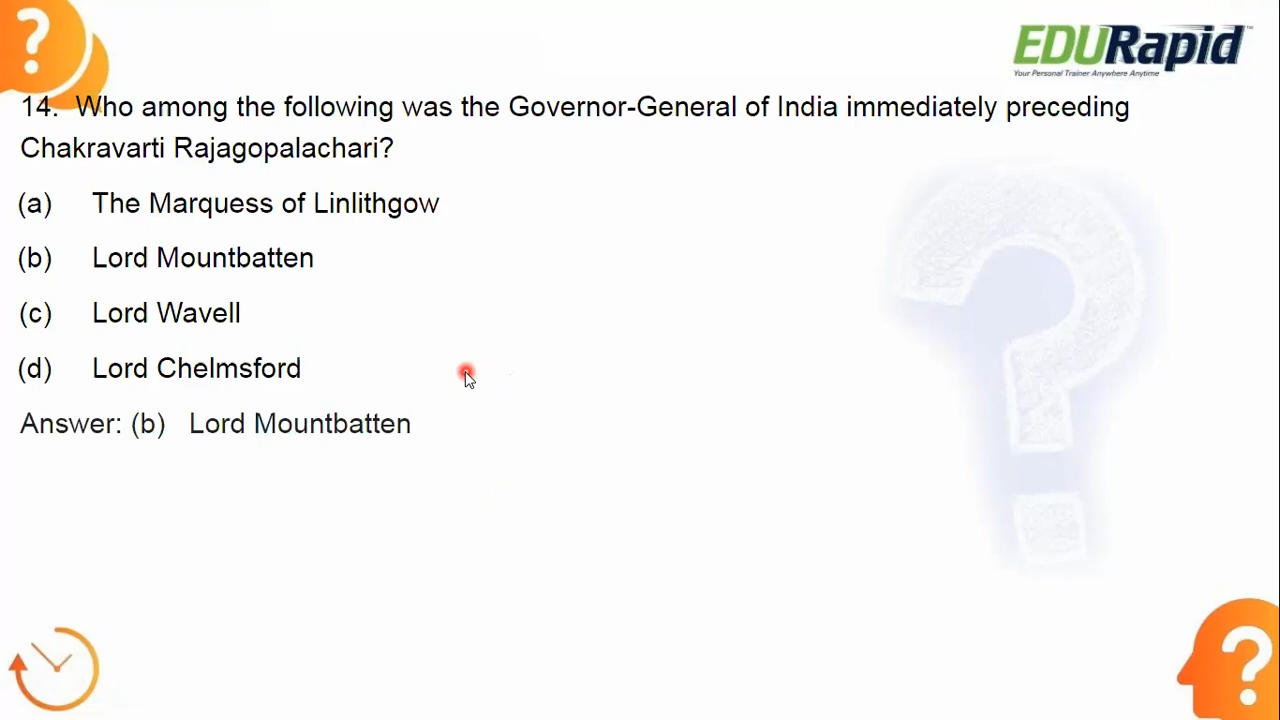 EDURapid™
Your Personal Trainer Anywhere Anytime
14. Who among the following was the Governor-General of India immediately preceding
Chakravarti Rajagopalachari?
(a) The Marquess of Linlithgow
(b) Lord Mountbatten
(c) Lord Wavell
(d) Lord Chelmsford
Answer: (b) Lord Mountbatten